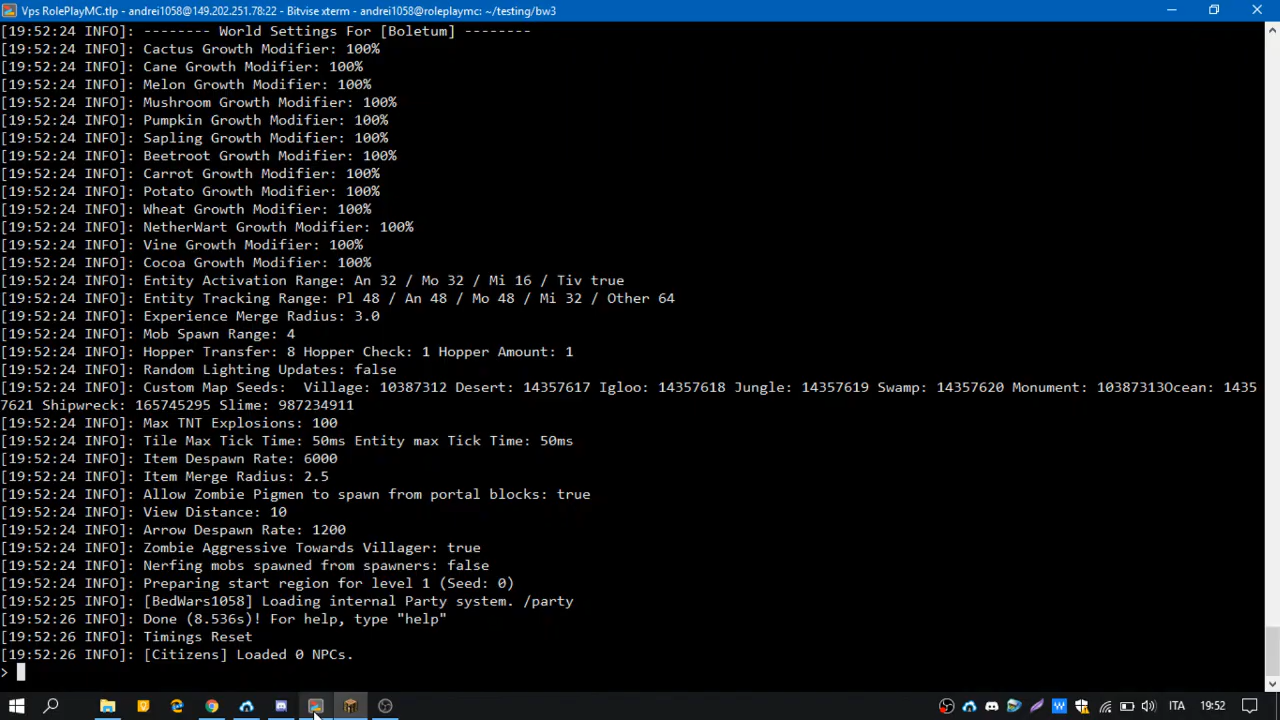 Vps RolePlayMC.tlp - andrei1058@149.202.251.78:22 - Bitvise xterm - andrei1058@roleplaymc: ~/testing/bw3
[19:52:24 INFO]: -------- World Settings For [Boletum] --------
[19:52:24 INFO]: Cactus Growth Modifier: 100%
[19:52:24 INFO]: Cane Growth Modifier: 100%
[19:52:24 INFO]: Melon Growth Modifier: 100%
[19:52:24 INFO]: Mushroom Growth Modifier: 100%
[19:52:24 INFO]: Pumpkin Growth Modifier: 100%
[19:52:24 INFO]: Sapling Growth Modifier: 100%
[19:52:24 INFO]: Beetroot Growth Modifier: 100%
[19:52:24 INFO]: Carrot Growth Modifier: 100%
[19:52:24 INFO]: Potato Growth Modifier: 100%
[19:52:24 INFO]: Wheat Growth Modifier: 100%
[19:52:24 INFO]: NetherWart Growth Modifier: 100%
[19:52:24 INFO]: Vine Growth Modifier: 100%
[19:52:24 INFO]: Cocoa Growth Modifier: 100%
[19:52:24 INFO]: Entity Activation Range: An 32 / Mo 32 / Mi 16 / Tiv true
[19:52:24 INFO]: Entity Tracking Range: Pl 48 / An 48 / Mo 48 / Mi 32 / Other 64
[19:52:24 INFO]: Experience Merge Radius: 3.0
[19:52:24 INFO]: Mob Spawn Range: 4
[19:52:24 INFO]: Hopper Transfer: 8 Hopper Check: 1 Hopper Amount: 1
[19:52:24 INFO]: Random Lighting Updates: false
[19:52:24 INFO]: Custom Map Seeds:  Village: 10387312 Desert: 14357617 Igloo: 14357618 Jungle: 14357619 Swamp: 14357620 Monument: 10387313Ocean: 1435
7621 Shipwreck: 165745295 Slime: 987234911
[19:52:24 INFO]: Max TNT Explosions: 100
[19:52:24 INFO]: Tile Max Tick Time: 50ms Entity max Tick Time: 50ms
[19:52:24 INFO]: Item Despawn Rate: 6000
[19:52:24 INFO]: Item Merge Radius: 2.5
[19:52:24 INFO]: Allow Zombie Pigmen to spawn from portal blocks: true
[19:52:24 INFO]: View Distance: 10
[19:52:24 INFO]: Arrow Despawn Rate: 1200
[19:52:24 INFO]: Zombie Aggressive Towards Villager: true
[19:52:24 INFO]: Nerfing mobs spawned from spawners: false
[19:52:24 INFO]: Preparing start region for level 1 (Seed: 0)
[19:52:25 INFO]: [BedWars1058] Loading internal Party system. /party
[19:52:26 INFO]: Done (8.536s)! For help, type "help"
[19:52:26 INFO]: Timings Reset
[19:52:26 INFO]: [Citizens] Loaded 0 NPCs.
>
ITA 19:52